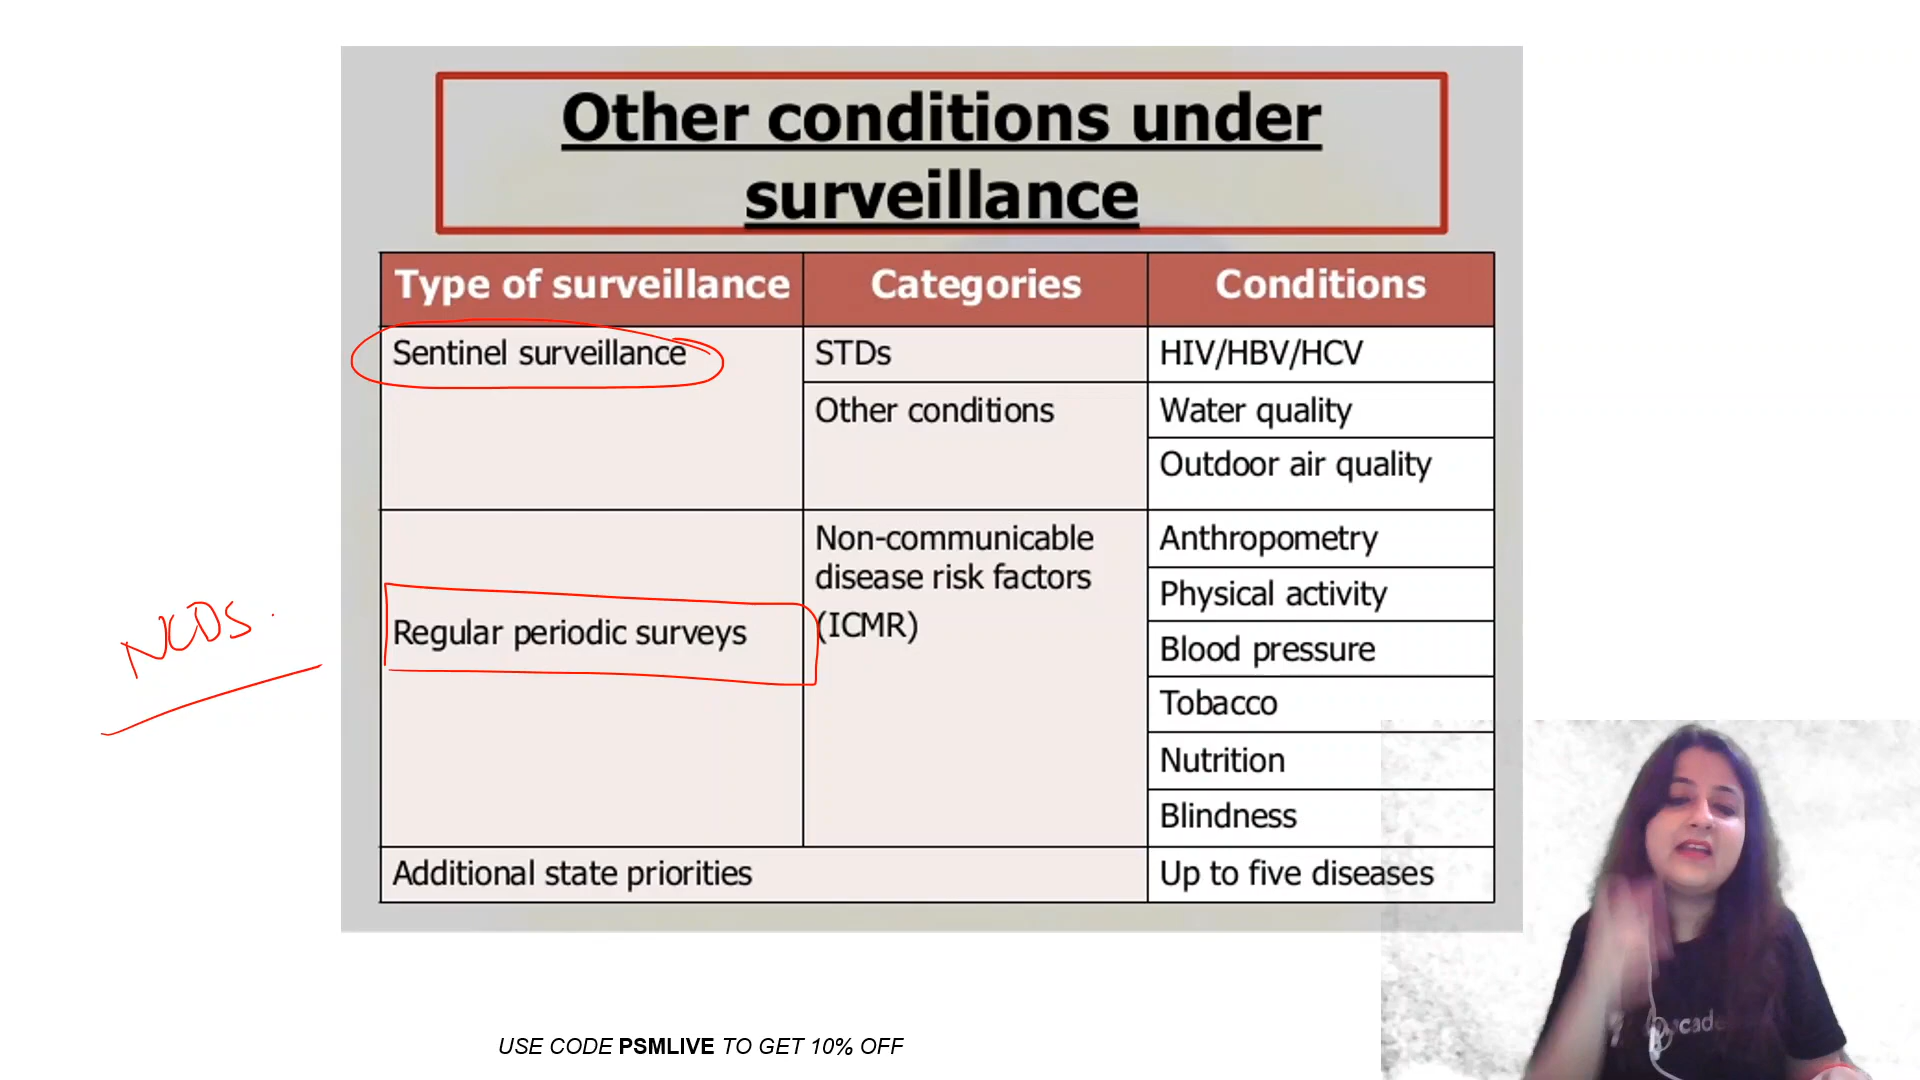 Other conditions under
surveillance
Type of surveillance
Categories
Conditions
Sentinel surveillance
STDs
HIV/HBV/HCV
Other conditions
Water quality
Outdoor air quality
Non-communicable
disease risk factors
(ICMR)
Regular periodic surveys
Anthropometry
Physical activity
Blood pressure
Tobacco
Nutrition
Blindness
Additional state priorities
Up to five diseases
NCDs.
USE CODE PSMLIVE TO GET 10% OFF